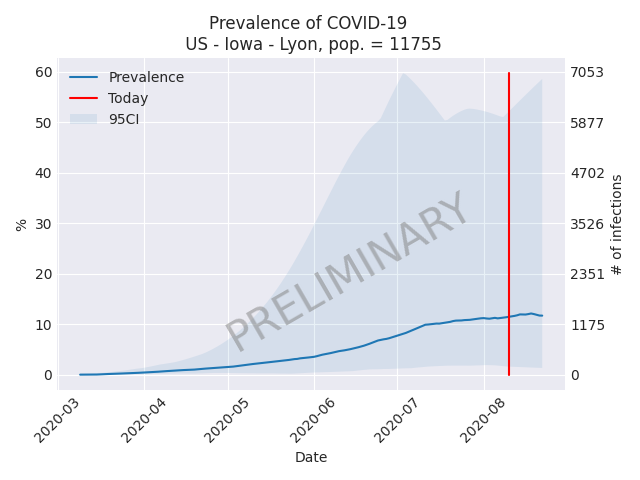 Prevalence of COVID-19
US - Iowa - Lyon, pop. = 11755
Prevalence
Today
95CI
PRELIMINARY
%
60
50
40
30
20
10
0
7053
5877
4702
3526
2351
1175
0
# of infections
2020-03
2020-04
2020-05
2020-06
2020-07
2020-08
Date